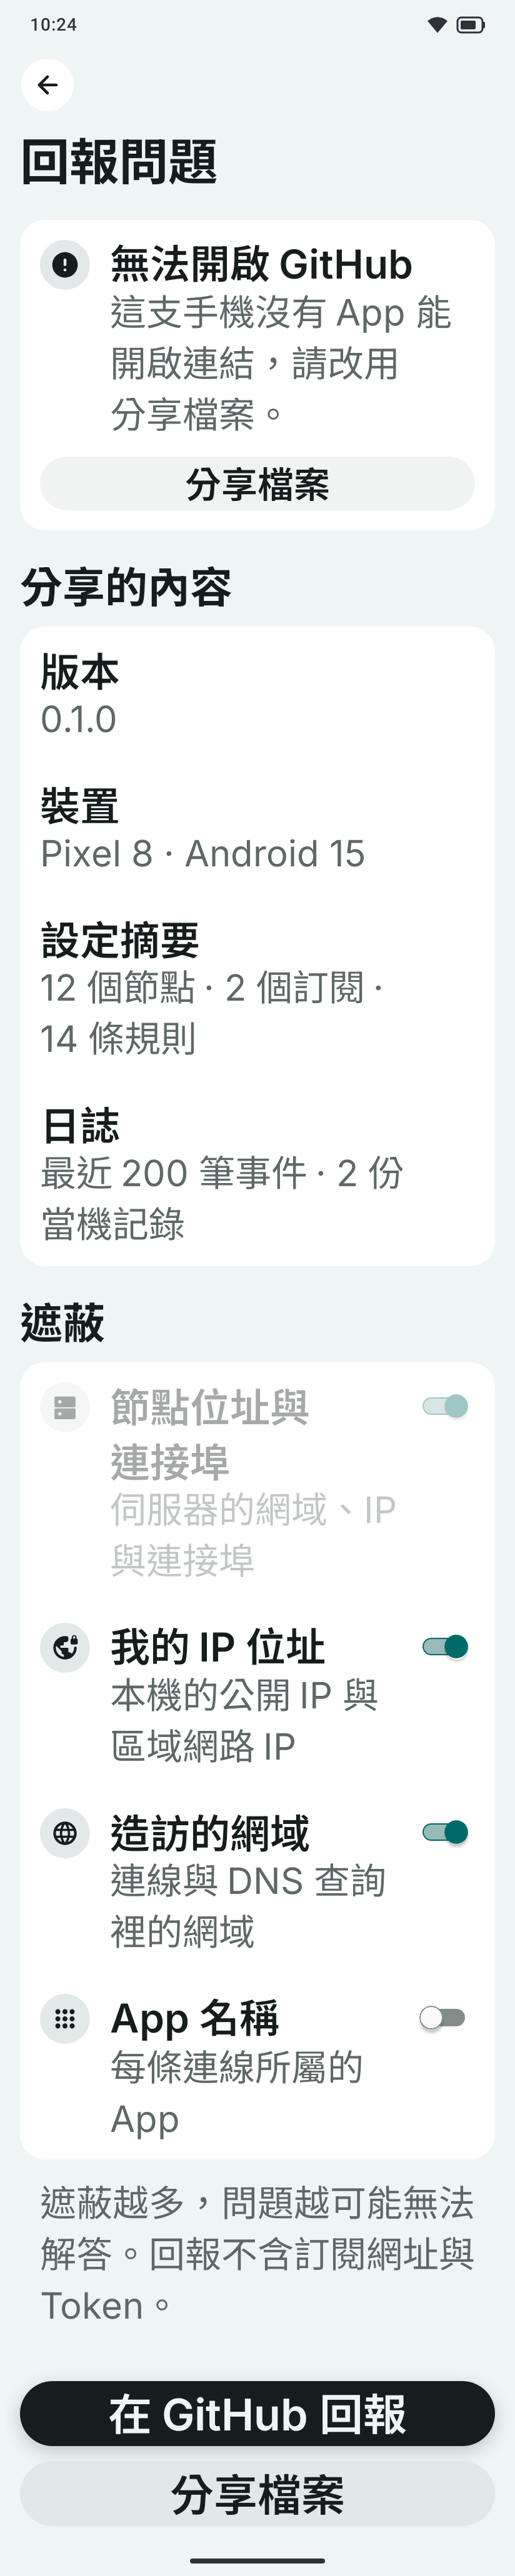 10:24
回報問題
無法開啟 GitHub
這支手機沒有 App 能
開啟連結，請改用
分享檔案。
分享檔案
分享的內容
版本
0.1.0
裝置
Pixel 8 · Android 15
設定摘要
12 個節點 · 2 個訂閱 ·
14 條規則
日誌
最近 200 筆事件 · 2 份
當機記錄
遮蔽
節點位址與
連接埠
伺服器的網域、IP
與連接埠
我的 IP 位址
本機的公開 IP 與
區域網路 IP
造訪的網域
連線與 DNS 查詢
裡的網域
App 名稱
每條連線所屬的
App
遮蔽越多，問題越可能無法
解答。回報不含訂閱網址與
Token。
在 GitHub 回報
分享檔案